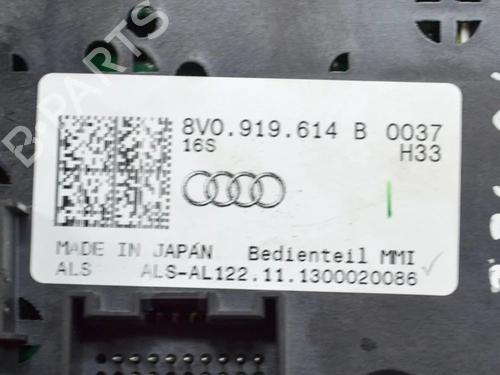 B-PARTS
8V0.919.614 B 0037
16S H33
MADE IN JAPAN Bedienteil MMI
ALS ALS-AL122.11.1300020086